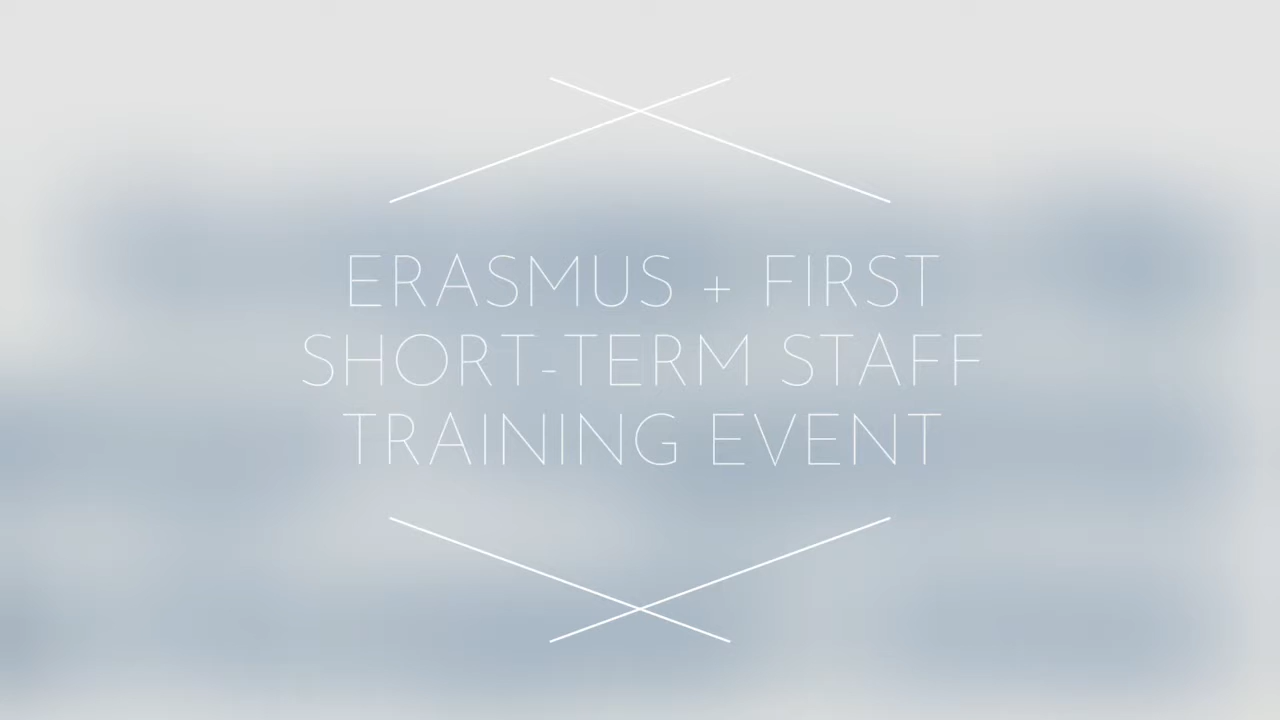 ERASMUS + FIRST
SHORT-TERM STAFF
TRAINING EVENT